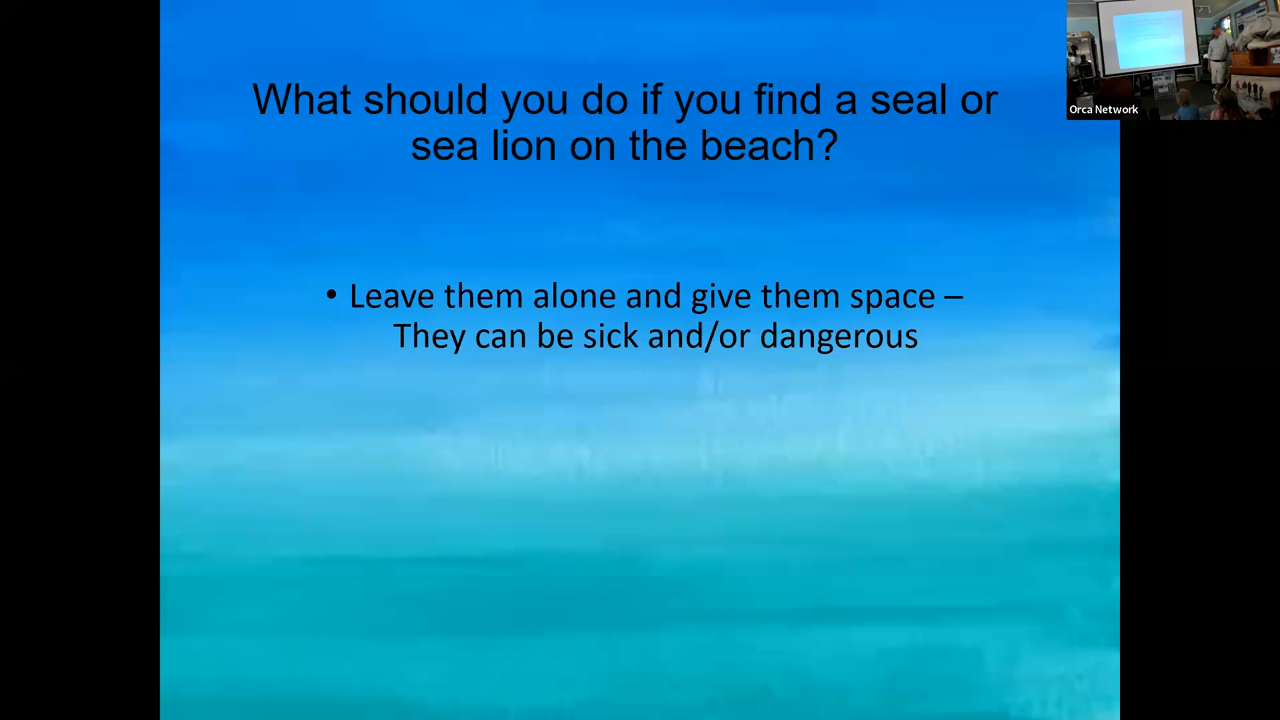 What should you do if you find a seal or
sea lion on the beach?
• Leave them alone and give them space –
They can be sick and/or dangerous
Orca Network